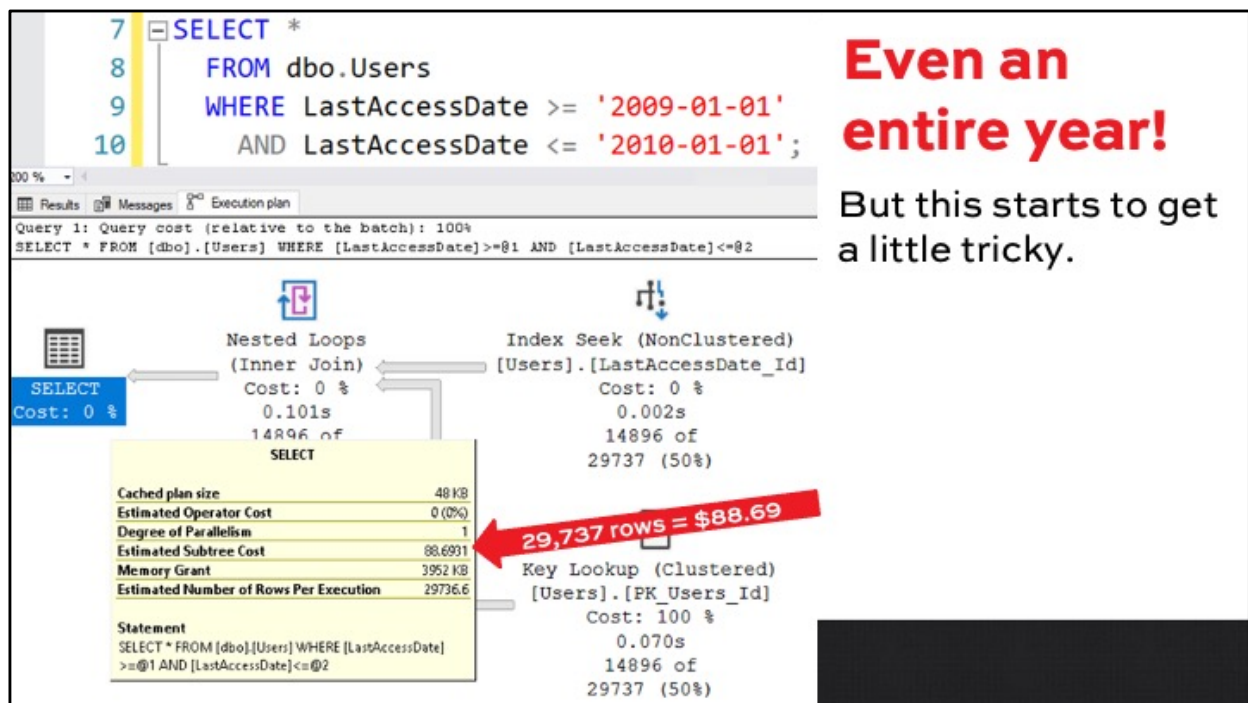 7 SELECT *
8 FROM dbo.Users
9 WHERE LastAccessDate >= '2009-01-01'
10 AND LastAccessDate <= '2010-01-01';
Even an
entire year!
But this starts to get
a little tricky.
200 %
Results Messages Execution plan
Query 1: Query cost (relative to the batch): 100%
SELECT * FROM [dbo].[Users] WHERE [LastAccessDate]>=@1 AND [LastAccessDate]<=@2
SELECT
Cost: 0 %
Nested Loops
(Inner Join)
Cost: 0 %
0.101s
14896 of
Index Seek (NonClustered)
[Users].[LastAccessDate_Id]
Cost: 0 %
0.002s
14896 of
29737 (50%)
SELECT
Cached plan size 48 KB
Estimated Operator Cost 0 (0%)
Degree of Parallelism 1
Estimated Subtree Cost 88.6931
Memory Grant 3952 KB
Estimated Number of Rows Per Execution 29736.6
Statement
SELECT * FROM [dbo].[Users] WHERE [LastAccessDate]
>=@1 AND [LastAccessDate]<=@2
29,737 rows = $88.69
Key Lookup (Clustered)
[Users].[PK_Users_Id]
Cost: 100 %
0.070s
14896 of
29737 (50%)